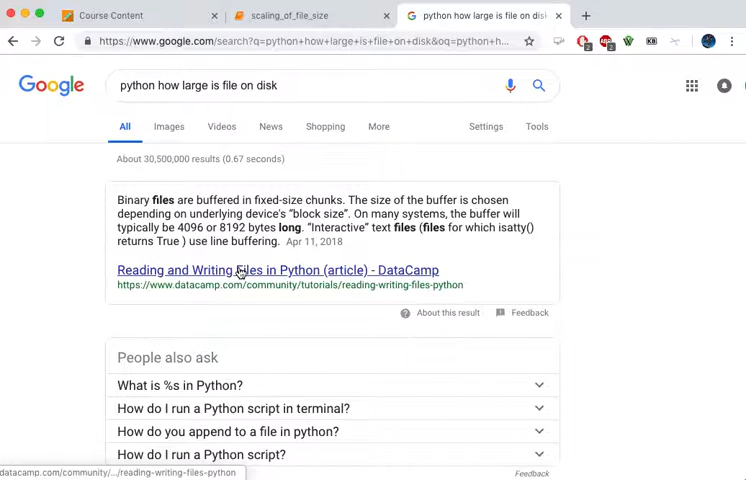 Course Content
scaling_of_file_size
python how large is file on disk
https://www.google.com/search?q=python+how+large+is+file+on+disk&oq=python+h...
2
2
Google
python how large is file on disk
All Images Videos News Shopping More Settings Tools
About 30,500,000 results (0.67 seconds)
Binary files are buffered in fixed-size chunks. The size of the buffer is chosen
depending on underlying device's "block size". On many systems, the buffer will
typically be 4096 or 8192 bytes long. "Interactive" text files (files for which isatty()
returns True ) use line buffering. Apr 11, 2018
Reading and Writing Files in Python (article) - DataCamp
https://www.datacamp.com/community/tutorials/reading-writing-files-python
About this result Feedback
People also ask
What is %s in Python?
How do I run a Python script in terminal?
How do you append to a file in python?
How do I run a Python script?
datacamp.com/community/.../reading-writing-files-python
Feedback